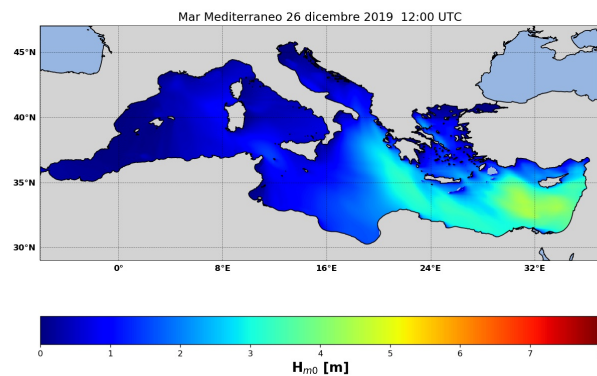 Mar Mediterraneo 26 dicembre 2019 12:00 UTC
45°N
40°N
35°N
30°N
0° 8°E 16°E 24°E 32°E
0 1 2 3 4 5 6 7
Hm0 [m]